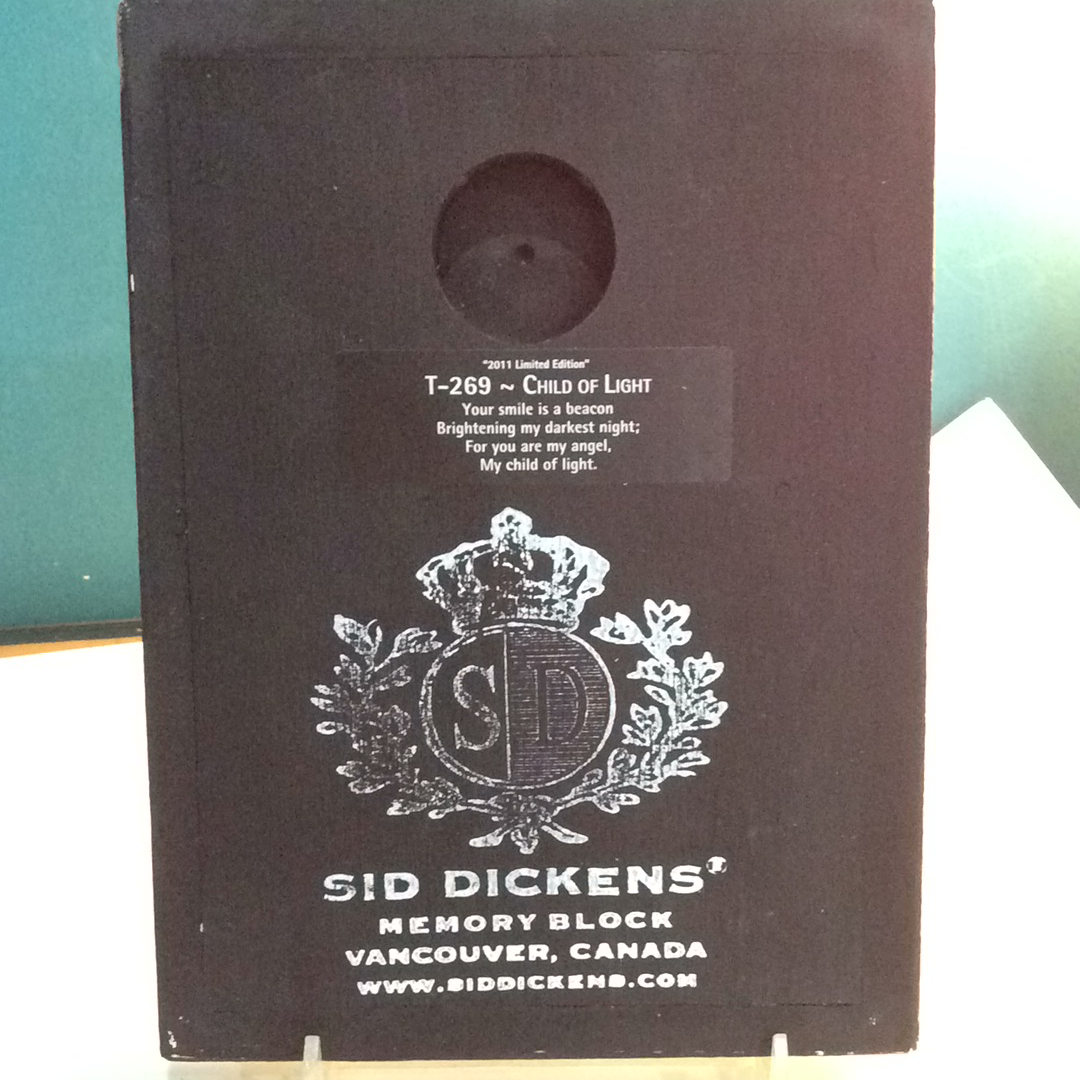 "2011 Limited Edition"
T-269 ~ CHILD OF LIGHT
Your smile is a beacon
Brightening my darkest night;
For you are my angel,
My child of light.
S D
SID DICKENS®
MEMORY BLOCK
VANCOUVER, CANADA
WWW.SIDDICKENS.COM